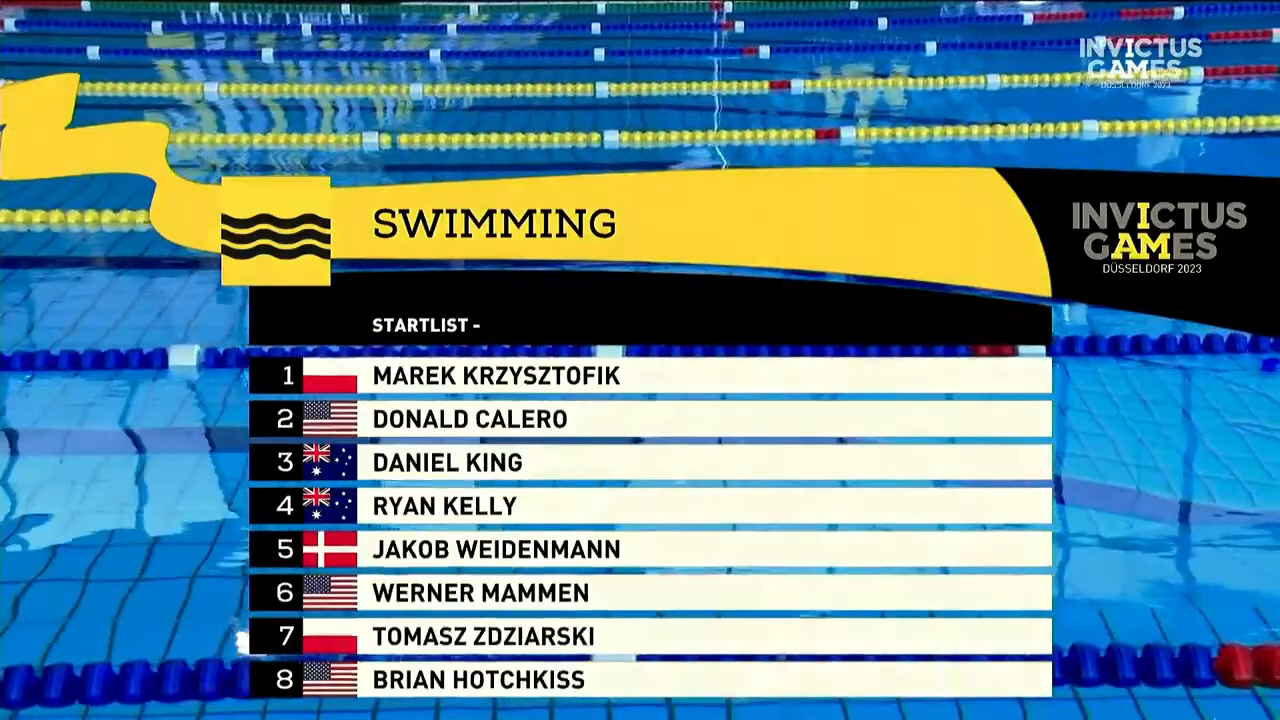 INVICTUS
GAMES
DÜSSELDORF 2023
SWIMMING
INVICTUS
GAMES
DÜSSELDORF 2023
STARTLIST -
1 MAREK KRZYSZTOFIK
2 DONALD CALERO
3 DANIEL KING
4 RYAN KELLY
5 JAKOB WEIDENMANN
6 WERNER MAMMEN
7 TOMASZ ZDZIARSKI
8 BRIAN HOTCHKISS